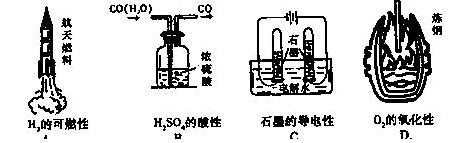 航天燃料
H₂的可燃性
CO(H₂O)
CO
浓硫酸
H₂SO₄的酸性
B
石墨
电解水
石墨的导电性
C
炼钢
O₂的氧化性
D.